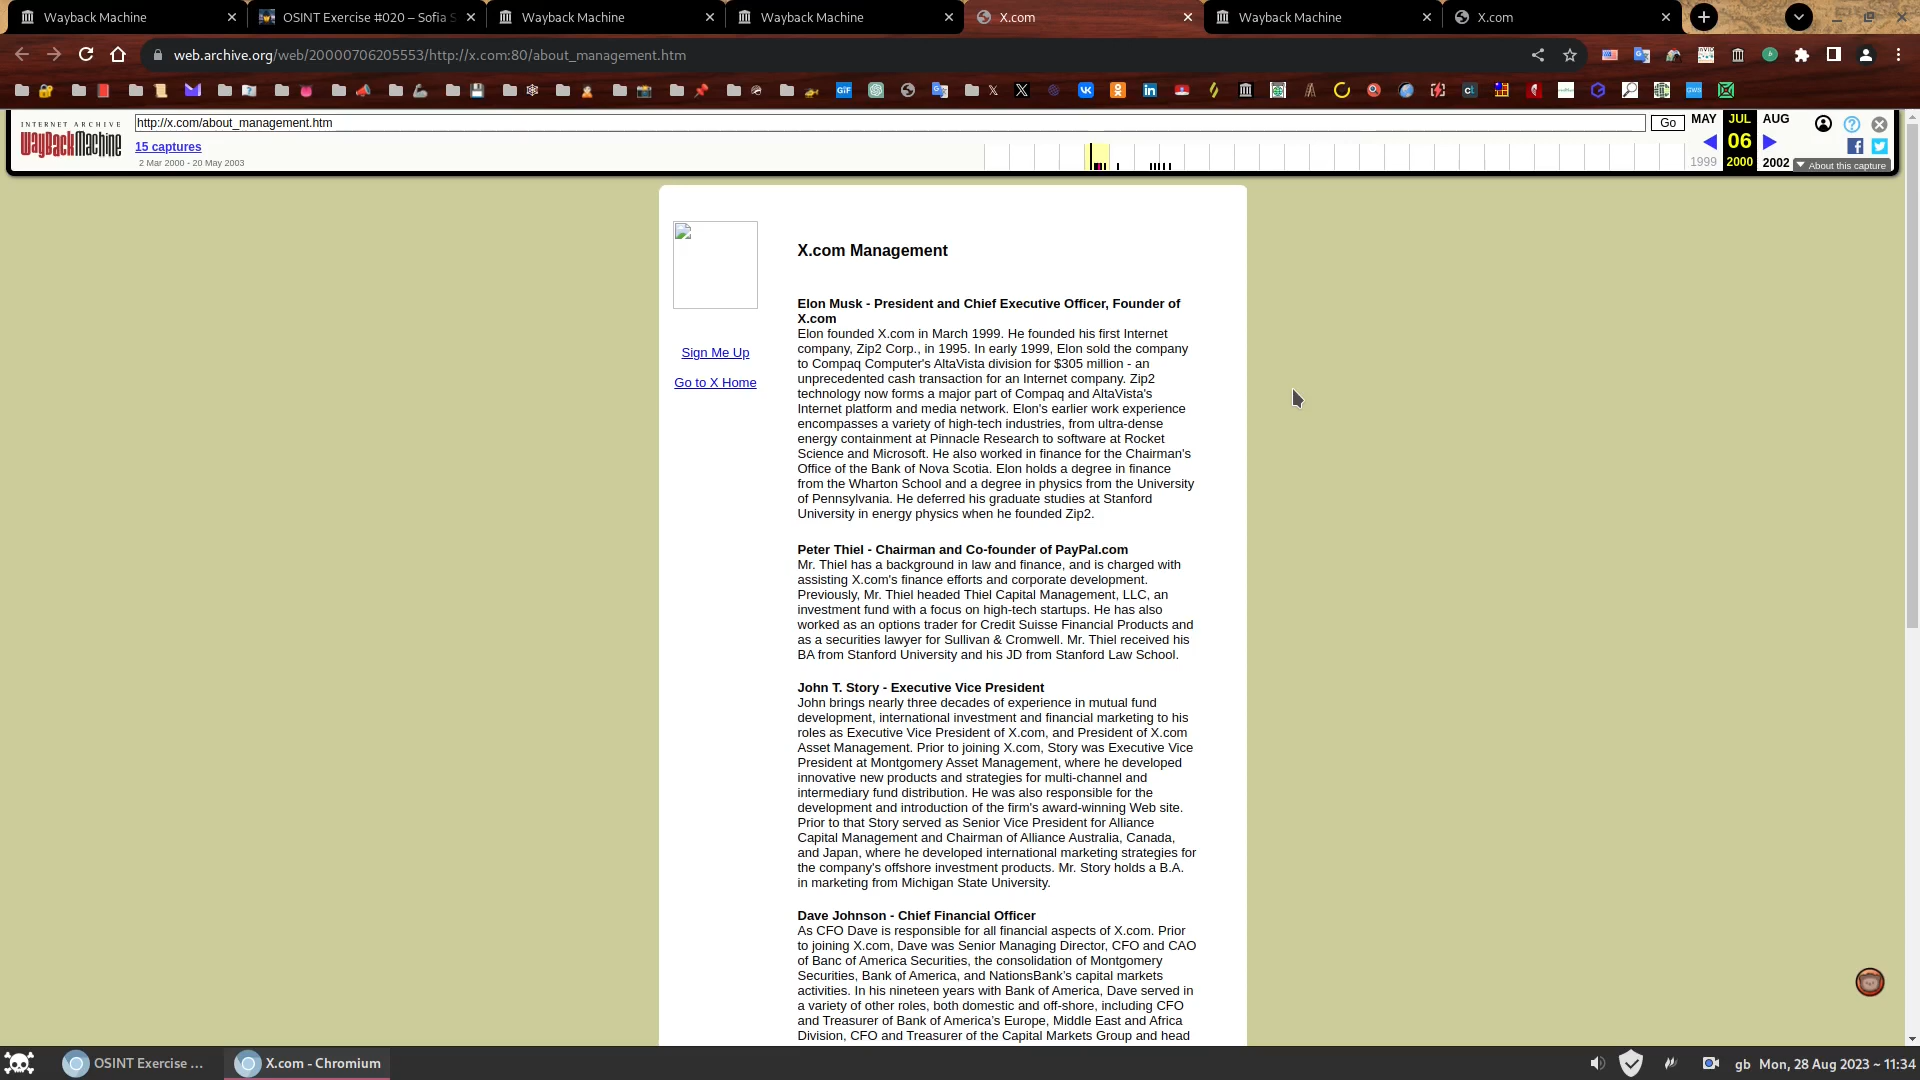 Wayback Machine
OSINT Exercise #020 – Sofia S
Wayback Machine
Wayback Machine
X.com
Wayback Machine
X.com
web.archive.org/web/20000706205553/http://x.com:80/about_management.htm
INTERNET ARCHIVE
WayBackMachine
http://x.com/about_management.htm
Go
15 captures
2 Mar 2000 - 20 May 2003
MAY
JUL
AUG
06
1999
2000
2002
About this capture
X.com Management
Elon Musk - President and Chief Executive Officer, Founder of
X.com
Elon founded X.com in March 1999. He founded his first Internet
company, Zip2 Corp., in 1995. In early 1999, Elon sold the company
to Compaq Computer's AltaVista division for $305 million - an
unprecedented cash transaction for an Internet company. Zip2
technology now forms a major part of Compaq and AltaVista's
Internet platform and media network. Elon's earlier work experience
encompasses a variety of high-tech industries, from ultra-dense
energy containment at Pinnacle Research to software at Rocket
Science and Microsoft. He also worked in finance for the Chairman's
Office of the Bank of Nova Scotia. Elon holds a degree in finance
from the Wharton School and a degree in physics from the University
of Pennsylvania. He deferred his graduate studies at Stanford
University in energy physics when he founded Zip2.
Sign Me Up
Go to X Home
Peter Thiel - Chairman and Co-founder of PayPal.com
Mr. Thiel has a background in law and finance, and is charged with
assisting X.com's finance efforts and corporate development.
Previously, Mr. Thiel headed Thiel Capital Management, LLC, an
investment fund with a focus on high-tech startups. He has also
worked as an options trader for Credit Suisse Financial Products and
as a securities lawyer for Sullivan & Cromwell. Mr. Thiel received his
BA from Stanford University and his JD from Stanford Law School.
John T. Story - Executive Vice President
John brings nearly three decades of experience in mutual fund
development, international investment and financial marketing to his
roles as Executive Vice President of X.com, and President of X.com
Asset Management. Prior to joining X.com, Story was Executive Vice
President at Montgomery Asset Management, where he developed
innovative new products and strategies for multi-channel and
intermediary fund distribution. He was also responsible for the
development and introduction of the firm's award-winning Web site.
Prior to that Story served as Senior Vice President for Alliance
Capital Management and Chairman of Alliance Australia, Canada,
and Japan, where he developed international marketing strategies for
the company's offshore investment products. Mr. Story holds a B.A.
in marketing from Michigan State University.
Dave Johnson - Chief Financial Officer
As CFO Dave is responsible for all financial aspects of X.com. Prior
to joining X.com, Dave was Senior Managing Director, CFO and CAO
of Banc of America Securities, the consolidation of Montgomery
Securities, Bank of America, and NationsBank's capital markets
activities. In his nineteen years with Bank of America, Dave served in
a variety of other roles, both domestic and off-shore, including CFO
and Treasurer of Bank of America's Europe, Middle East and Africa
Division, CFO and Treasurer of the Capital Markets Group and head
OSINT Exercise ...
X.com - Chromium
gb
Mon, 28 Aug 2023 ~ 11:34